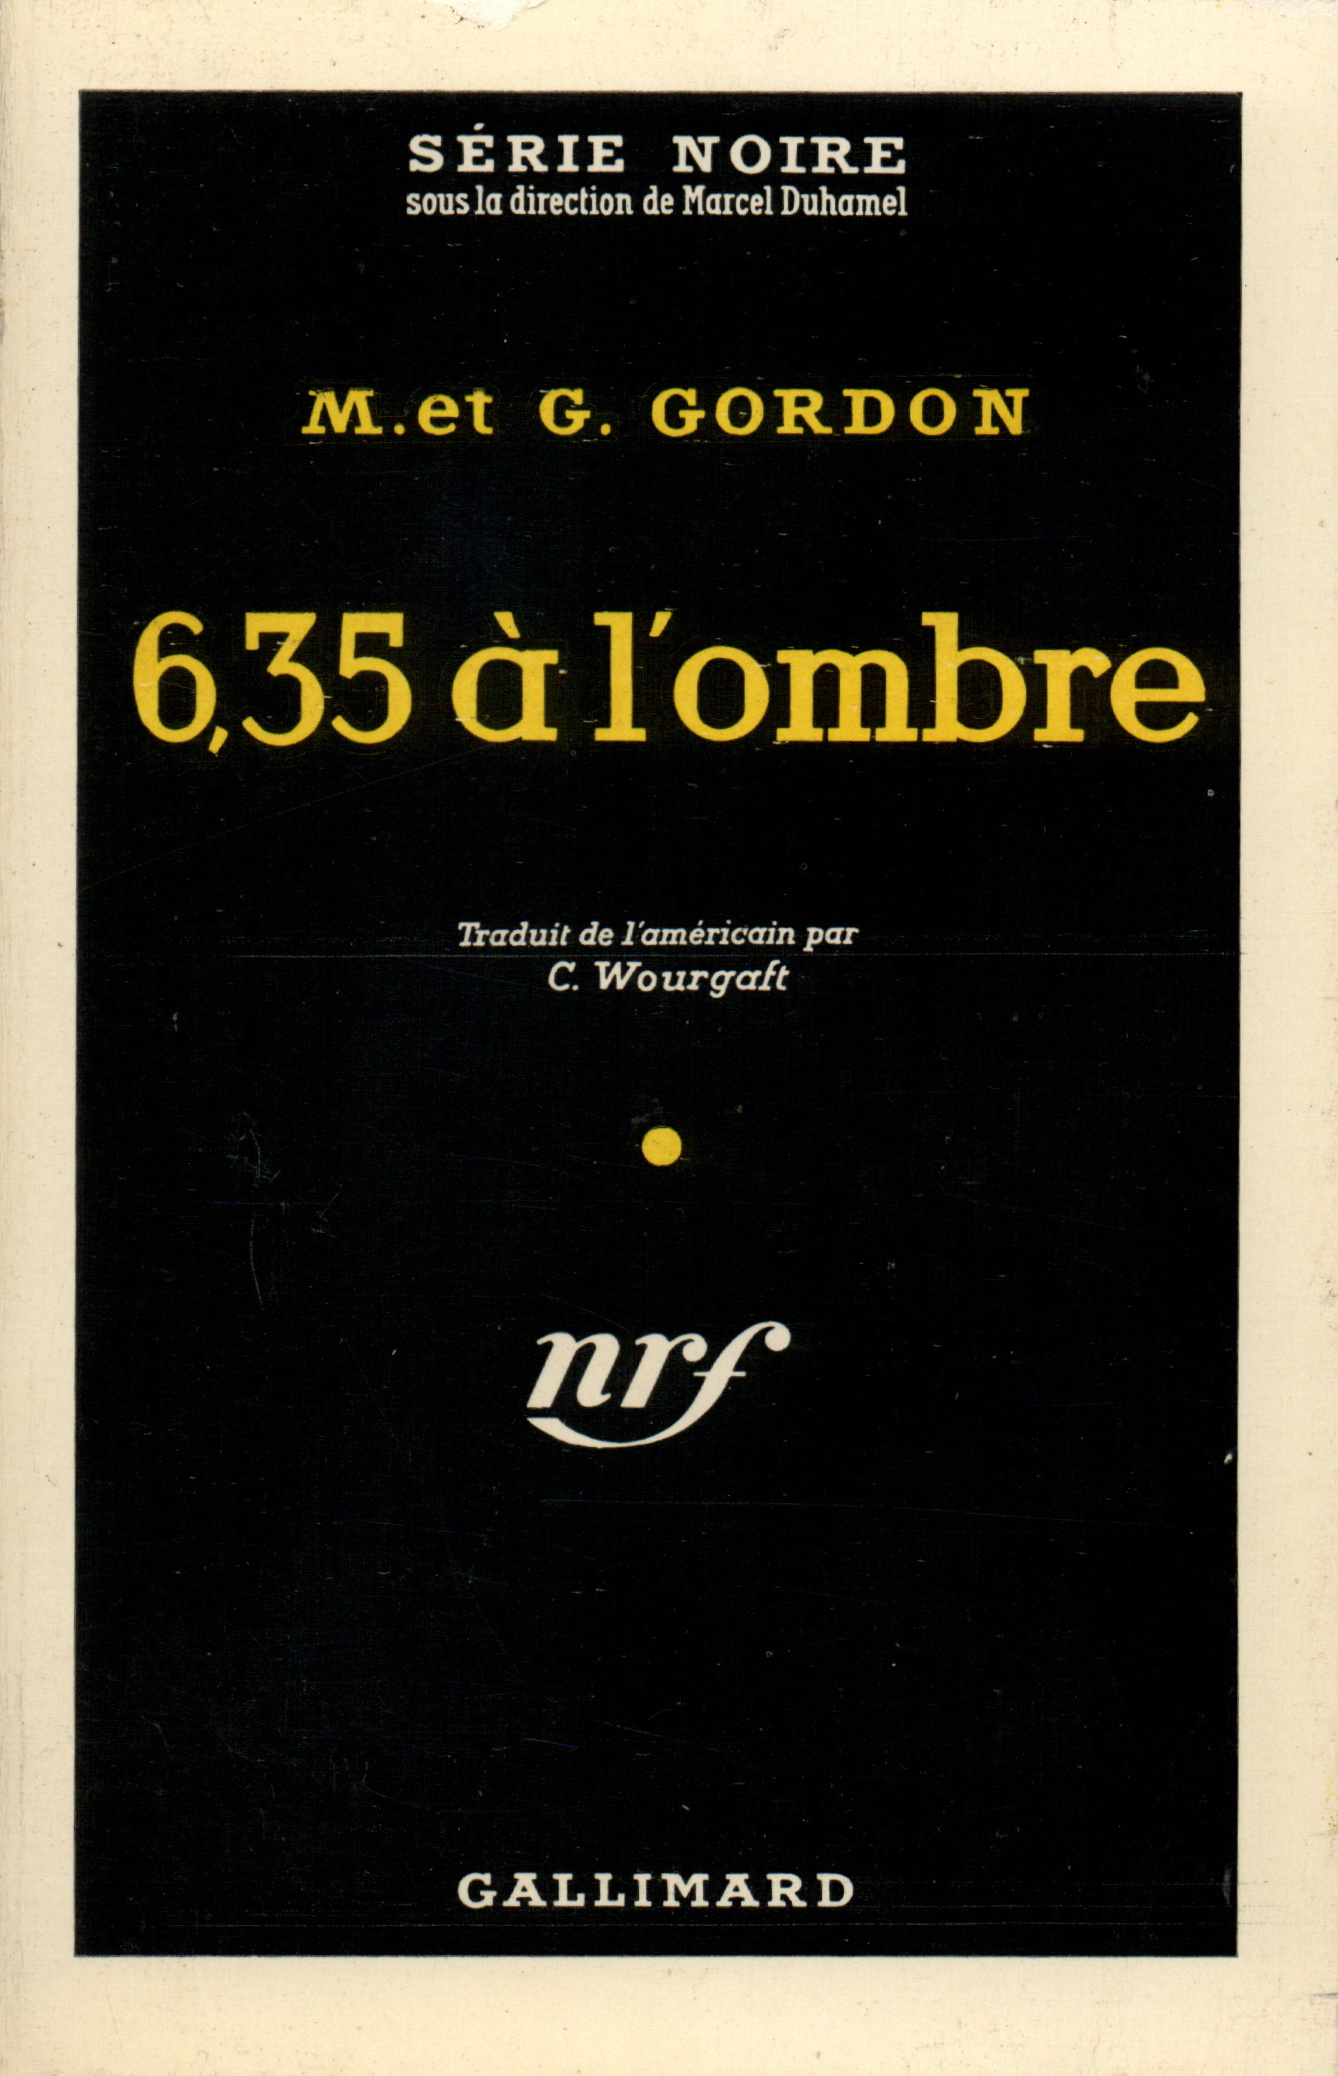 SÉRIE NOIRE
sous la direction de Marcel Duhamel
M. et G. GORDON
6,35 à l'ombre
Traduit de l'américain par
C. Wourgaft
nrf
GALLIMARD